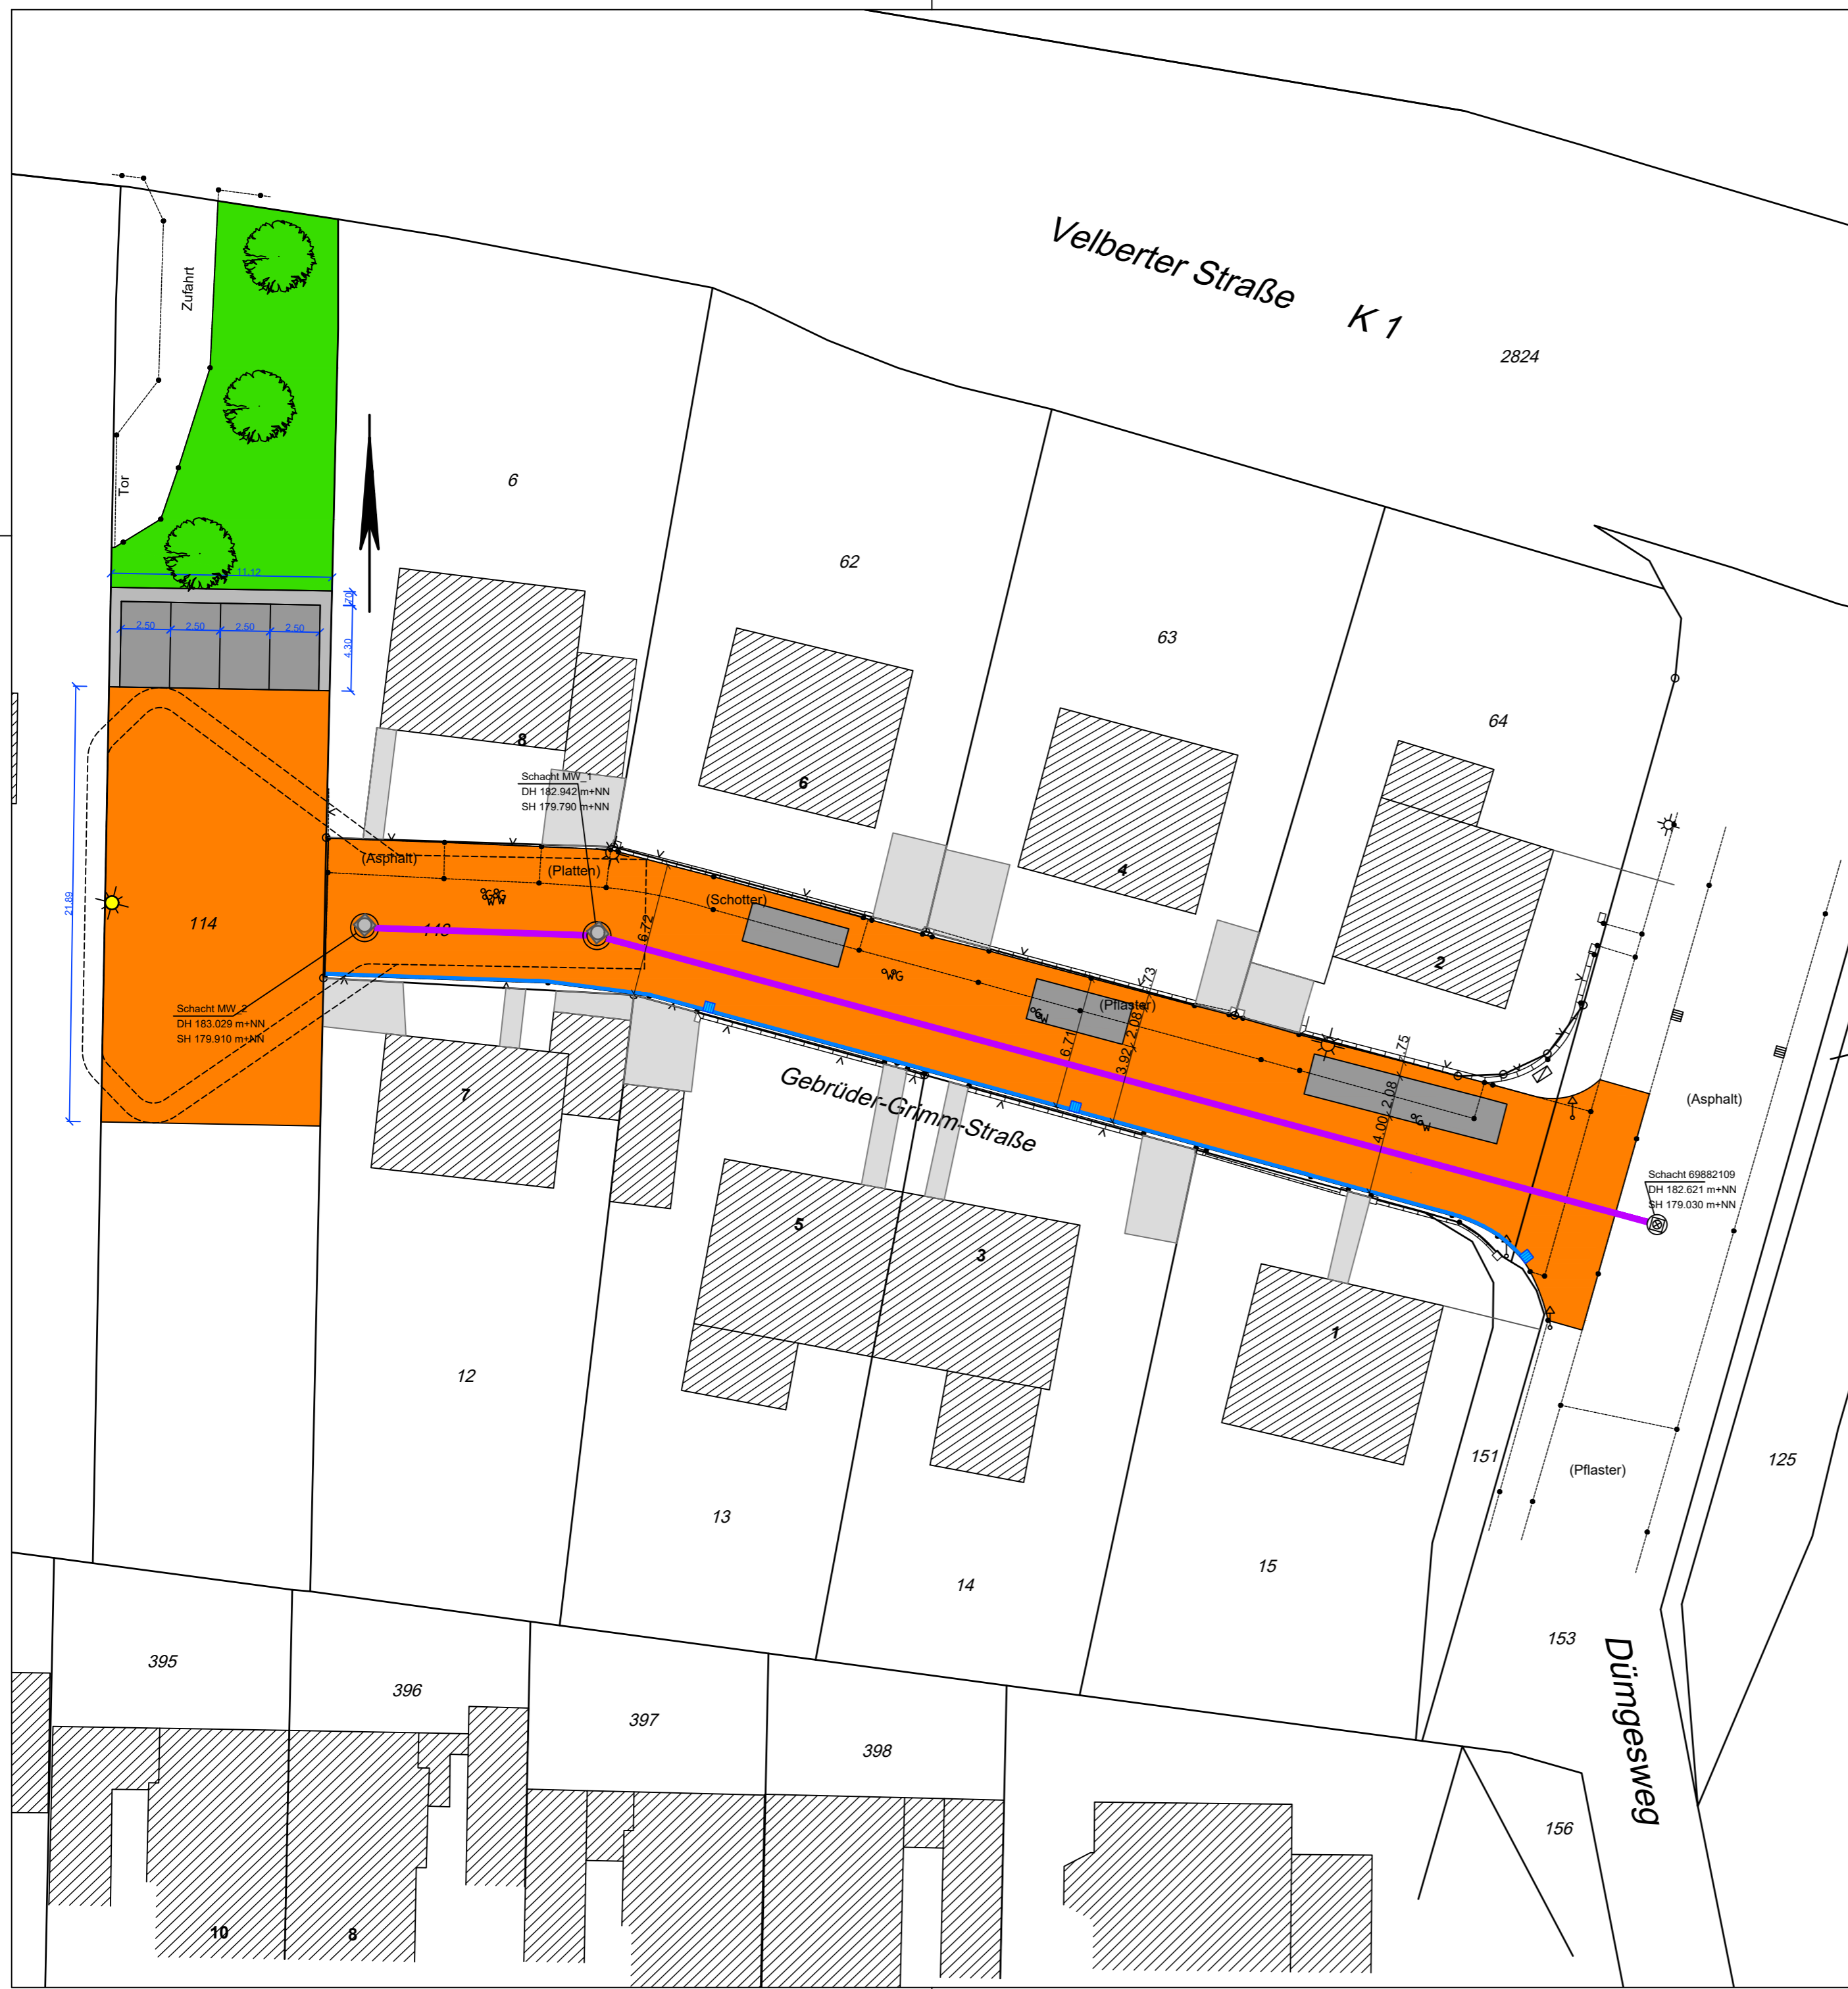 Velberter Straße K 1
2824
Zufahrt
Tor
6
62
63
64
11.12
.70
2.50
2.50
2.50
2.50
4.30
21.89
8
6
4
2
Schacht MW_1
DH 182.942 m+NN
SH 179.790 m+NN
(Asphalt)
(Platten)
(Schotter)
(Pflaster)
114
6.72
.73
2.08
3.92
6.71
.75
2.08
4.00
Schacht MW_2
DH 183.029 m+NN
SH 179.910 m+NN
Gebrüder-Grimm-Straße
(Asphalt)
Schacht 69882109
DH 182.621 m+NN
SH 179.030 m+NN
7
5
3
1
12
13
14
15
151
(Pflaster)
125
153
Dümgesweg
395
396
397
398
156
10
8